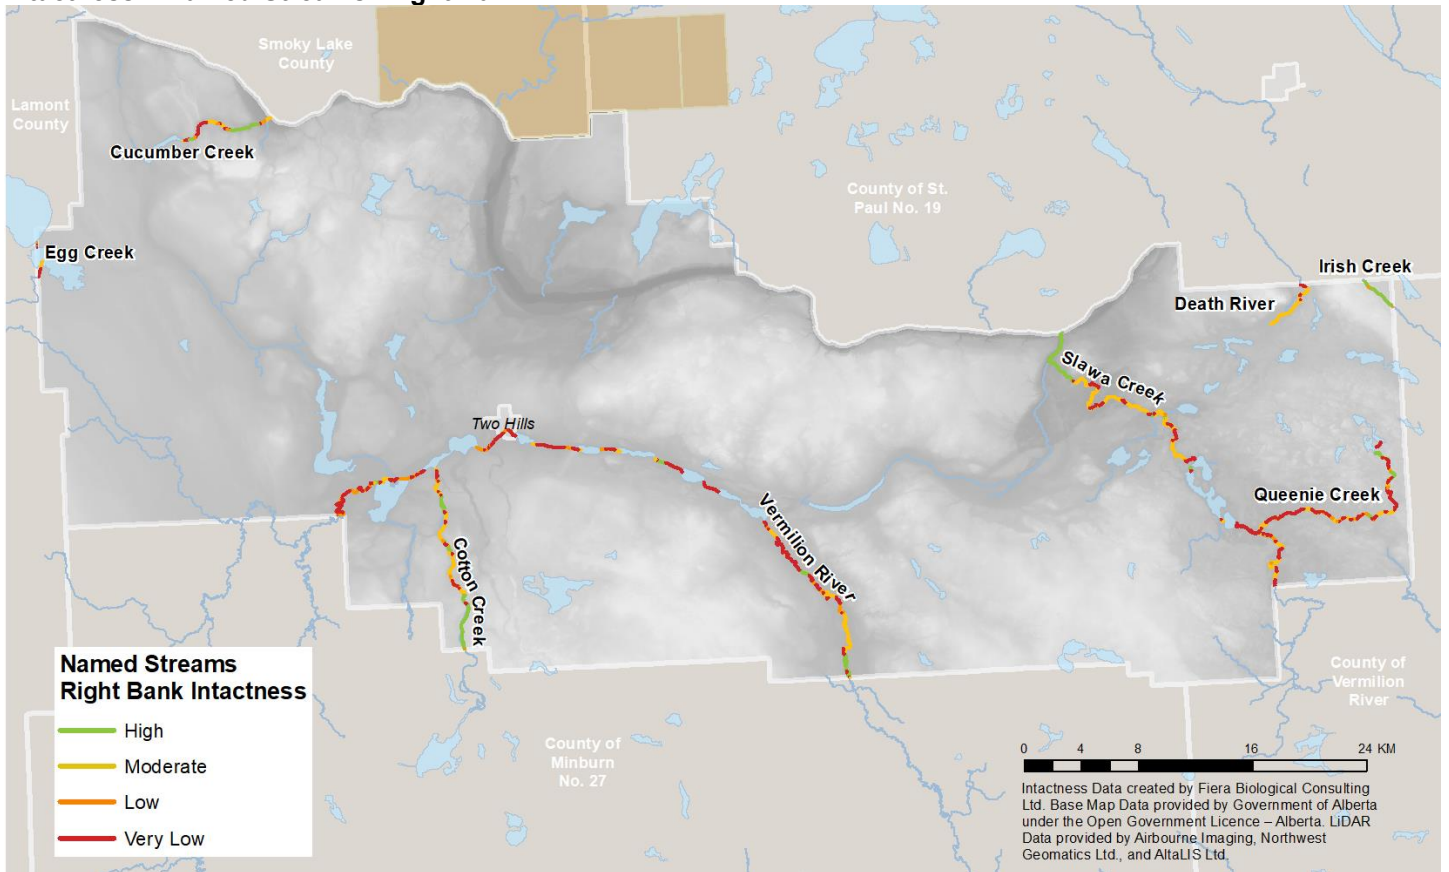 Smoky Lake
County
Lamont
County
Cucumber Creek
County of St.
Paul No. 19
Egg Creek
Irish Creek
Death River
Slawa Creek
Two Hills
Queenie Creek
Vermilion River
Cotton Creek
Named Streams
Right Bank Intactness
High
Moderate
Low
Very Low
County of
Minburn
No. 27
County of
Vermilion
River
0 4 8 16 24 KM
Intactness Data created by Fiera Biological Consulting
Ltd. Base Map Data provided by Government of Alberta
under the Open Government Licence – Alberta. LiDAR
Data provided by Airbourne Imaging, Northwest
Geomatics Ltd., and AltaLIS Ltd.